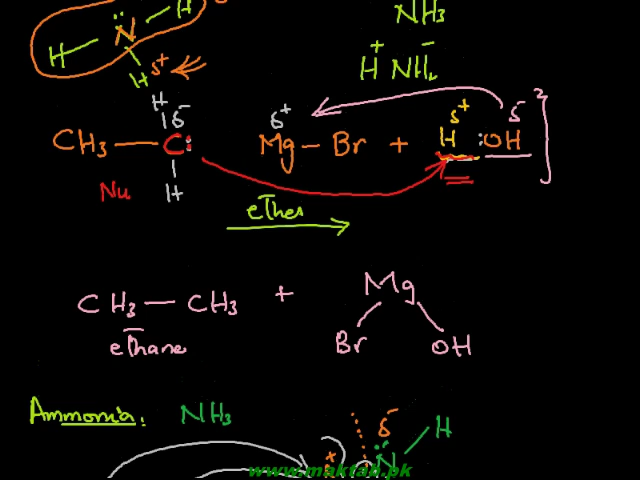 H N H NH3
H δ+ H+ NH2-
H δ- δ+ δ+ δ- 2
CH3 — C: Mg — Br + H :OH
Nu H
ether
CH3 — CH3 + Mg
ethane Br OH
Ammonia: NH3 δ- H
+ N
www.maktab.pk